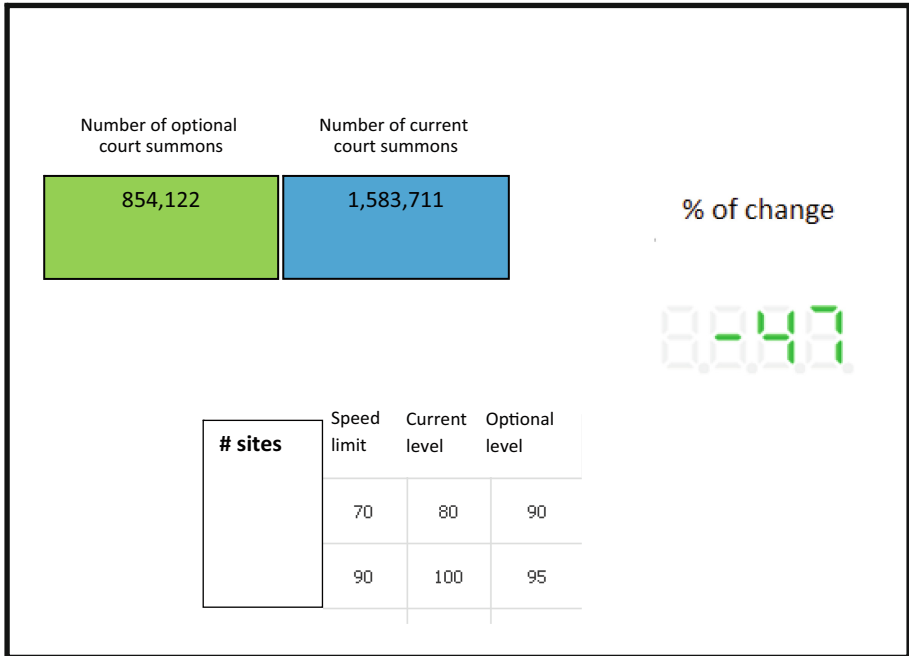 Number of optional
court summons
Number of current
court summons
854,122
1,583,711
% of change
-47
# sites
Speed limit
Current level
Optional level
70 80 90
90 100 95